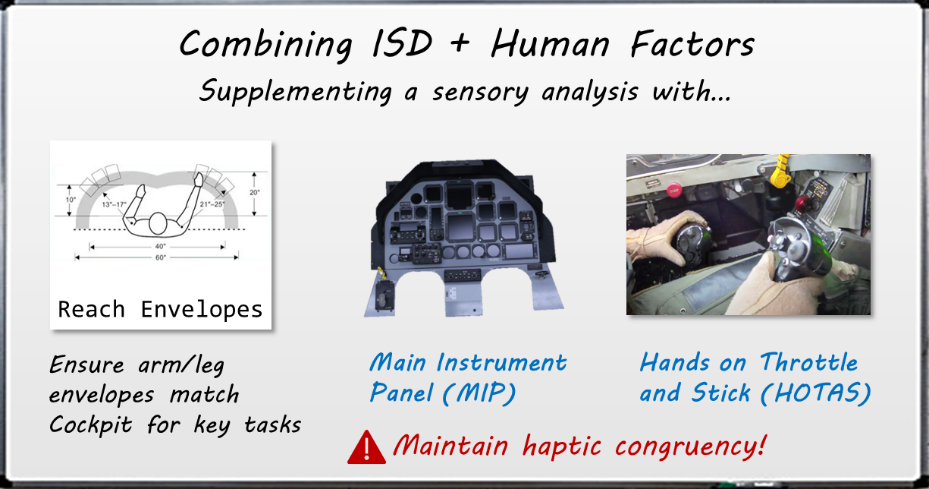 Combining ISD + Human Factors
Supplementing a sensory analysis with...
10"
13"–17"
21"–25"
20"
40"
60"
Reach Envelopes
Ensure arm/leg
envelopes match
Cockpit for key tasks
Main Instrument
Panel (MIP)
Hands on Throttle
and Stick (HOTAS)
Maintain haptic congruency!